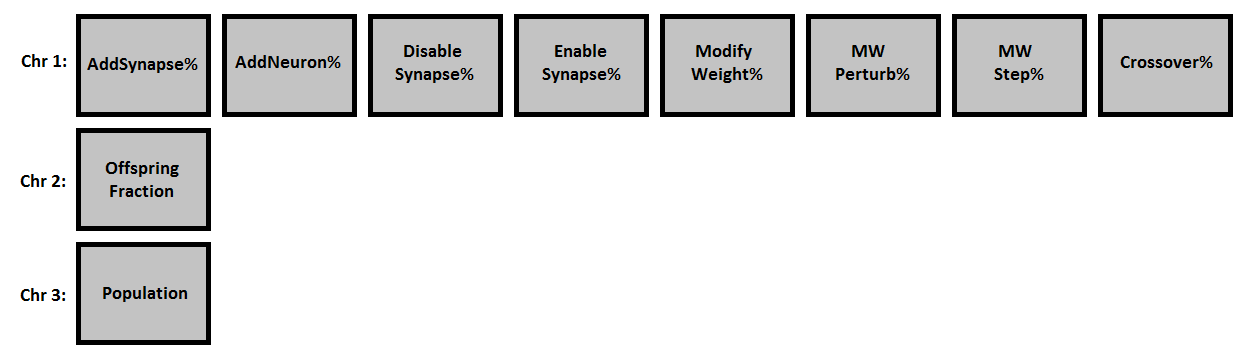 Chr 1:
AddSynapse%
AddNeuron%
Disable
Synapse%
Enable
Synapse%
Modify
Weight%
MW
Perturb%
MW
Step%
Crossover%
Chr 2:
Offspring
Fraction
Chr 3:
Population